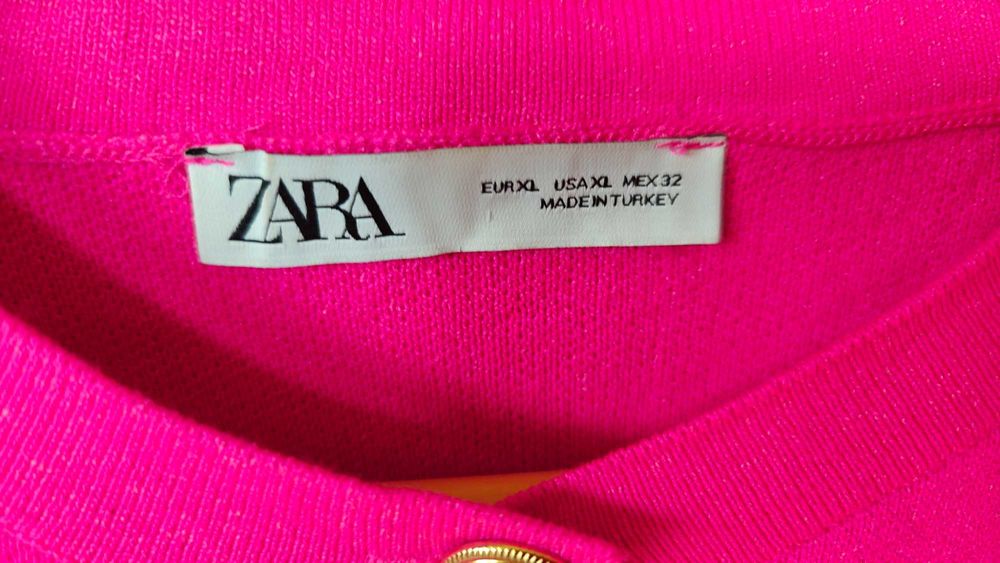 ZARA
EUR XL USA XL MEX 32
MADE IN TURKEY